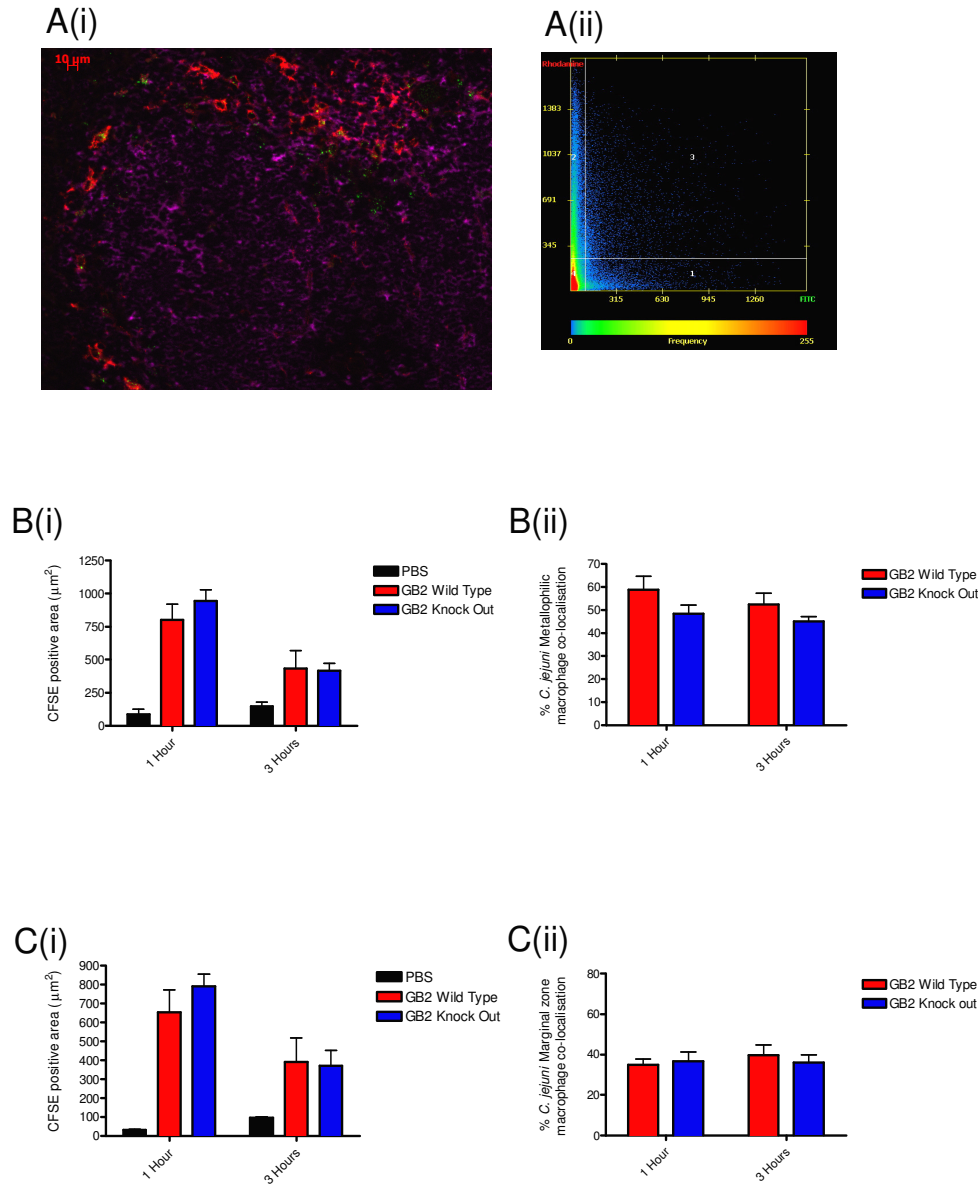 A(i)
A(ii)
10 µm
Rhodamine
1383
1037
691
345
2
3
1
315 630 945 1260 FITC
0 Frequency 255
B(i)
CFSE positive area (µm²)
1250
1000
750
500
250
0
1 Hour
3 Hours
PBS
GB2 Wild Type
GB2 Knock Out
B(ii)
% C. jejuni Metallophilic
macrophage co-localisation
70
60
50
40
30
20
10
0
1 Hour
3 Hours
GB2 Wild Type
GB2 Knock Out
C(i)
CFSE positive area (µm²)
900
800
700
600
500
400
300
200
100
0
1 Hour
3 Hours
PBS
GB2 Wild Type
GB2 Knock Out
C(ii)
% C. jejuni Marginal zone
macrophage co-localisation
80
60
40
20
0
1 Hour
3 Hours
GB2 Wild Type
GB2 Knock out